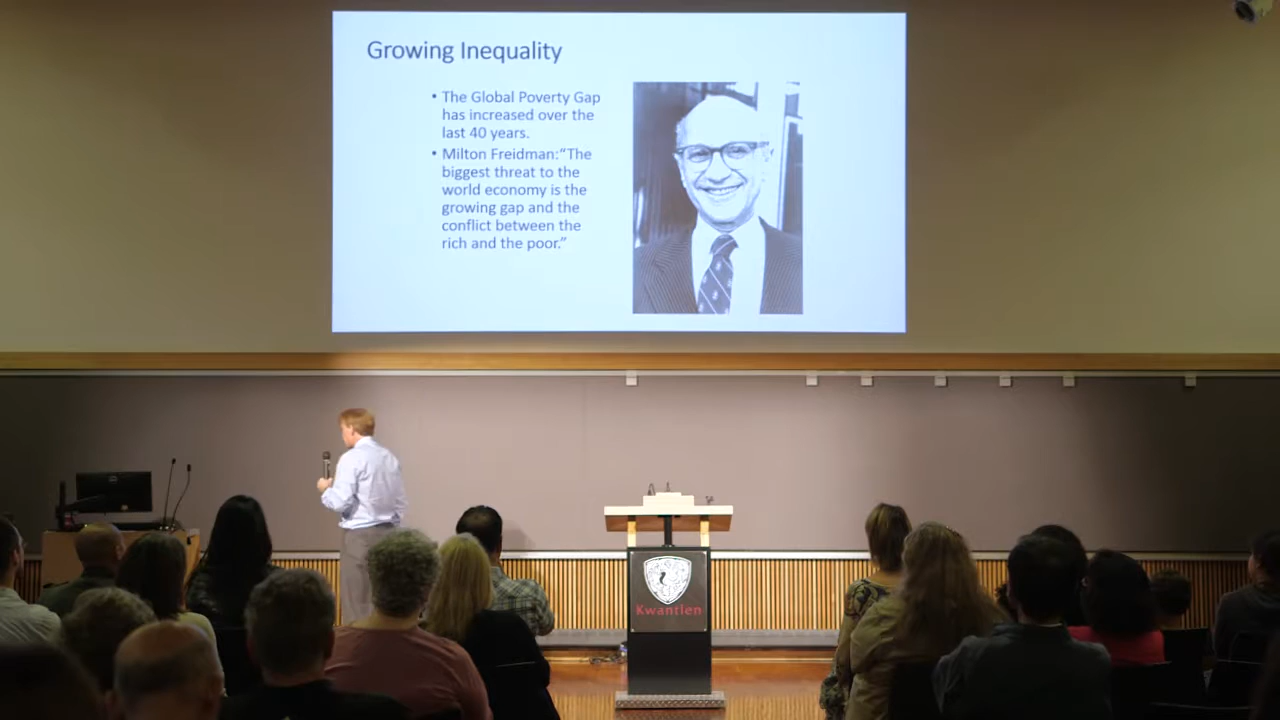 Growing Inequality
• The Global Poverty Gap
has increased over the
last 40 years.
• Milton Freidman:“The
biggest threat to the
world economy is the
growing gap and the
conflict between the
rich and the poor.”
Kwantlen